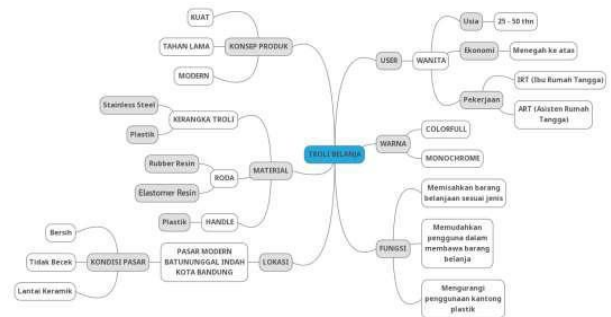 TROLI BELANJA
KONSEP PRODUK
KUAT
TAHAN LAMA
MODERN
MATERIAL
KERANGKA TROLI
Stainless Steel
Plastik
RODA
Rubber Resin
Elastomer Resin
HANDLE
Plastik
LOKASI
PASAR MODERN
BATUNUNGGAL INDAH
KOTA BANDUNG
KONDISI PASAR
Bersih
Tidak Becek
Lantai Keramik
USER
WANITA
Usia
25 - 50 thn
Ekonomi
Menegah ke atas
Pekerjaan
IRT (Ibu Rumah Tangga)
ART (Asisten Rumah
Tangga)
WARNA
COLORFULL
MONOCHROME
FUNGSI
Memisahkan barang
belanjaan sesuai jenis
Memudahkan
pengguna dalam
membawa barang
belanja
Mengurangi
penggunaan kantong
plastik